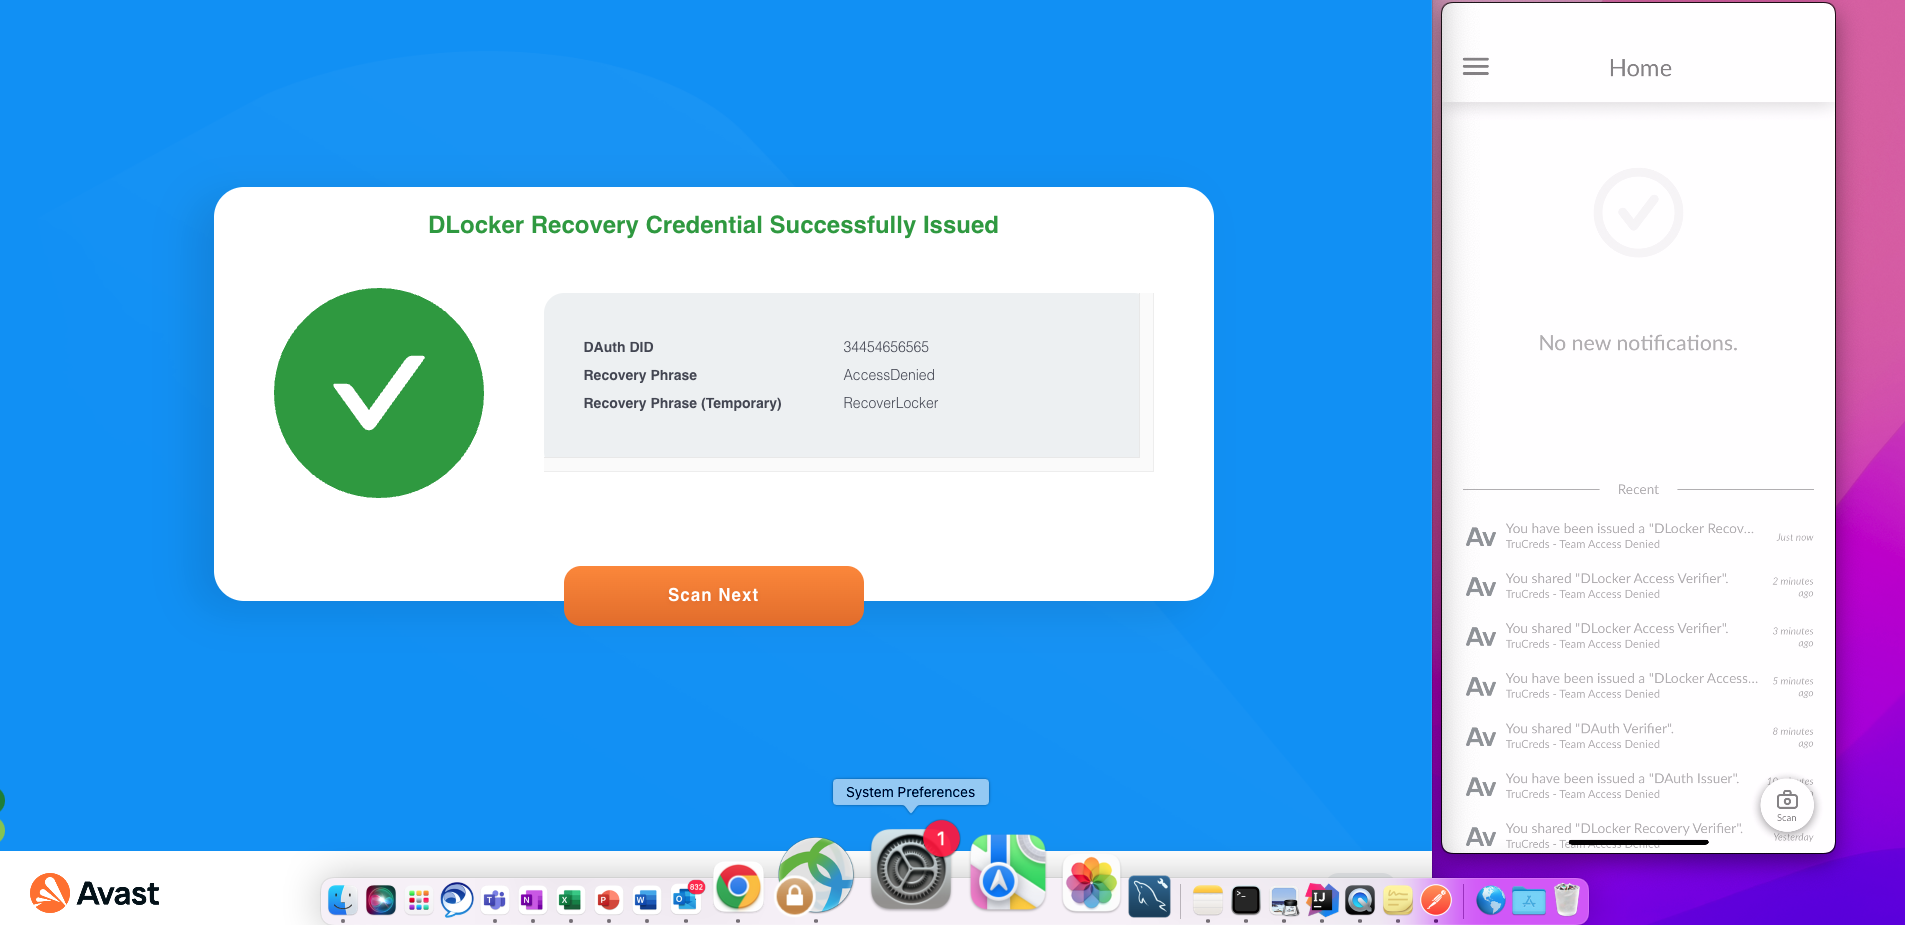 DLocker Recovery Credential Successfully Issued
DAuth DID 34454656565
Recovery Phrase AccessDenied
Recovery Phrase (Temporary) RecoverLocker
Scan Next
System Preferences
1
832
Avast
Home
No new notifications.
Recent
Av You have been issued a "DLocker Recov... Just now
TruCreds - Team Access Denied
Av You shared "DLocker Access Verifier". 2 minutes ago
TruCreds - Team Access Denied
Av You shared "DLocker Access Verifier". 3 minutes ago
TruCreds - Team Access Denied
Av You have been issued a "DLocker Access... 5 minutes ago
TruCreds - Team Access Denied
Av You shared "DAuth Verifier". 8 minutes ago
TruCreds - Team Access Denied
Av You have been issued a "DAuth Issuer".
TruCreds - Team Access Denied
Scan
Av You shared "DLocker Recovery Verifier". Yesterday
TruCreds - Team Access Denied